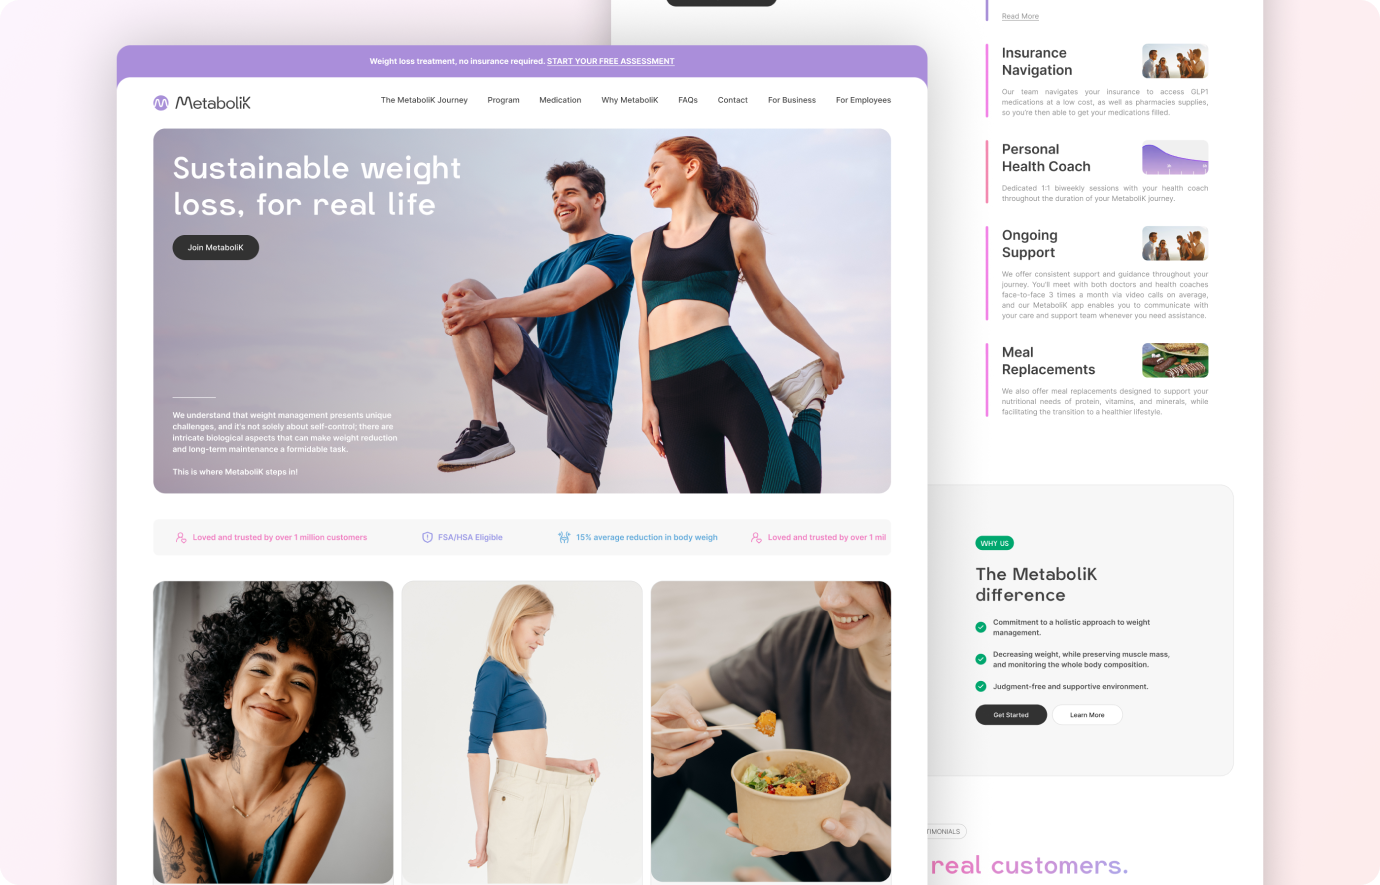 Weight loss treatment, no insurance required. START YOUR FREE ASSESSMENT
MetaboliK
The MetaboliK Journey Program Medication Why MetaboliK FAQs Contact For Business For Employees
Sustainable weight
loss, for real life
Join MetaboliK
We understand that weight management presents unique
challenges, and it's not solely about self-control; there are
intricate biological aspects that can make weight reduction
and long-term maintenance a formidable task.
This is where MetaboliK steps in!
Loved and trusted by over 1 million customers
FSA/HSA Eligible
15% average reduction in body weigh
Loved and trusted by over 1 mil
Read More
Insurance
Navigation
Our team navigates your insurance to access GLP1
medications at a low cost, as well as pharmacies supplies,
so you're then able to get your medications filled.
Personal
Health Coach
Dedicated 1:1 biweekly sessions with your health coach
throughout the duration of your MetaboliK journey.
Ongoing
Support
We offer consistent support and guidance throughout your
journey. You'll meet with both doctors and health coaches
face-to-face 3 times a month via video calls on average,
and our MetaboliK app enables you to communicate with
your care and support team whenever you need assistance.
Meal
Replacements
We also offer meal replacements designed to support your
nutritional needs of protein, vitamins, and minerals, while
facilitating the transition to a healthier lifestyle.
WHY US
The MetaboliK
difference
Commitment to a holistic approach to weight
management.
Decreasing weight, while preserving muscle mass,
and monitoring the whole body composition.
Judgment-free and supportive environment.
Get Started
Learn More
TIMONIALS
real customers.